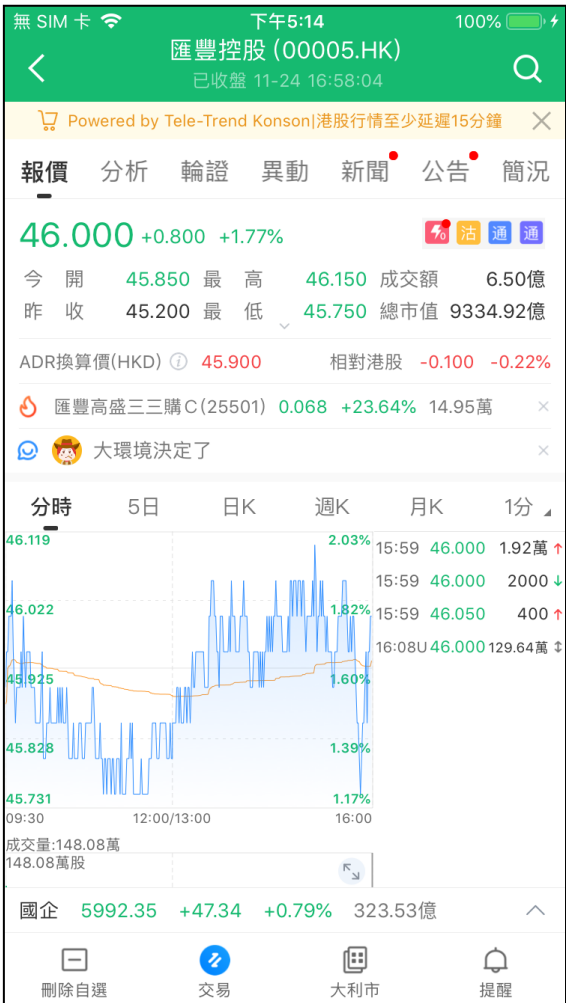 無 SIM 卡 下午5:14 100%
匯豐控股 (00005.HK)
已收盤 11-24 16:58:04
Powered by Tele-Trend Konson|港股行情至少延遲15分鐘
報價 分析 輪證 異動 新聞 公告 簡況
46.000 +0.800 +1.77% 沽 通 通
今開 45.850 最高 46.150 成交額 6.50億
昨收 45.200 最低 45.750 總市值 9334.92億
ADR換算價(HKD) 45.900 相對港股 -0.100 -0.22%
匯豐高盛三三購C(25501) 0.068 +23.64% 14.95萬
大環境決定了
分時 5日 日K 週K 月K 1分
46.119 2.03%
15:59 46.000 1.92萬↑
15:59 46.000 2000↓
46.022 1.82%
15:59 46.050 400↑
16:08U 46.000 129.64萬
45.925 1.60%
45.828 1.39%
45.731 1.17%
09:30 12:00/13:00 16:00
成交量:148.08萬
148.08萬股
國企 5992.35 +47.34 +0.79% 323.53億
刪除自選 交易 大利市 提醒